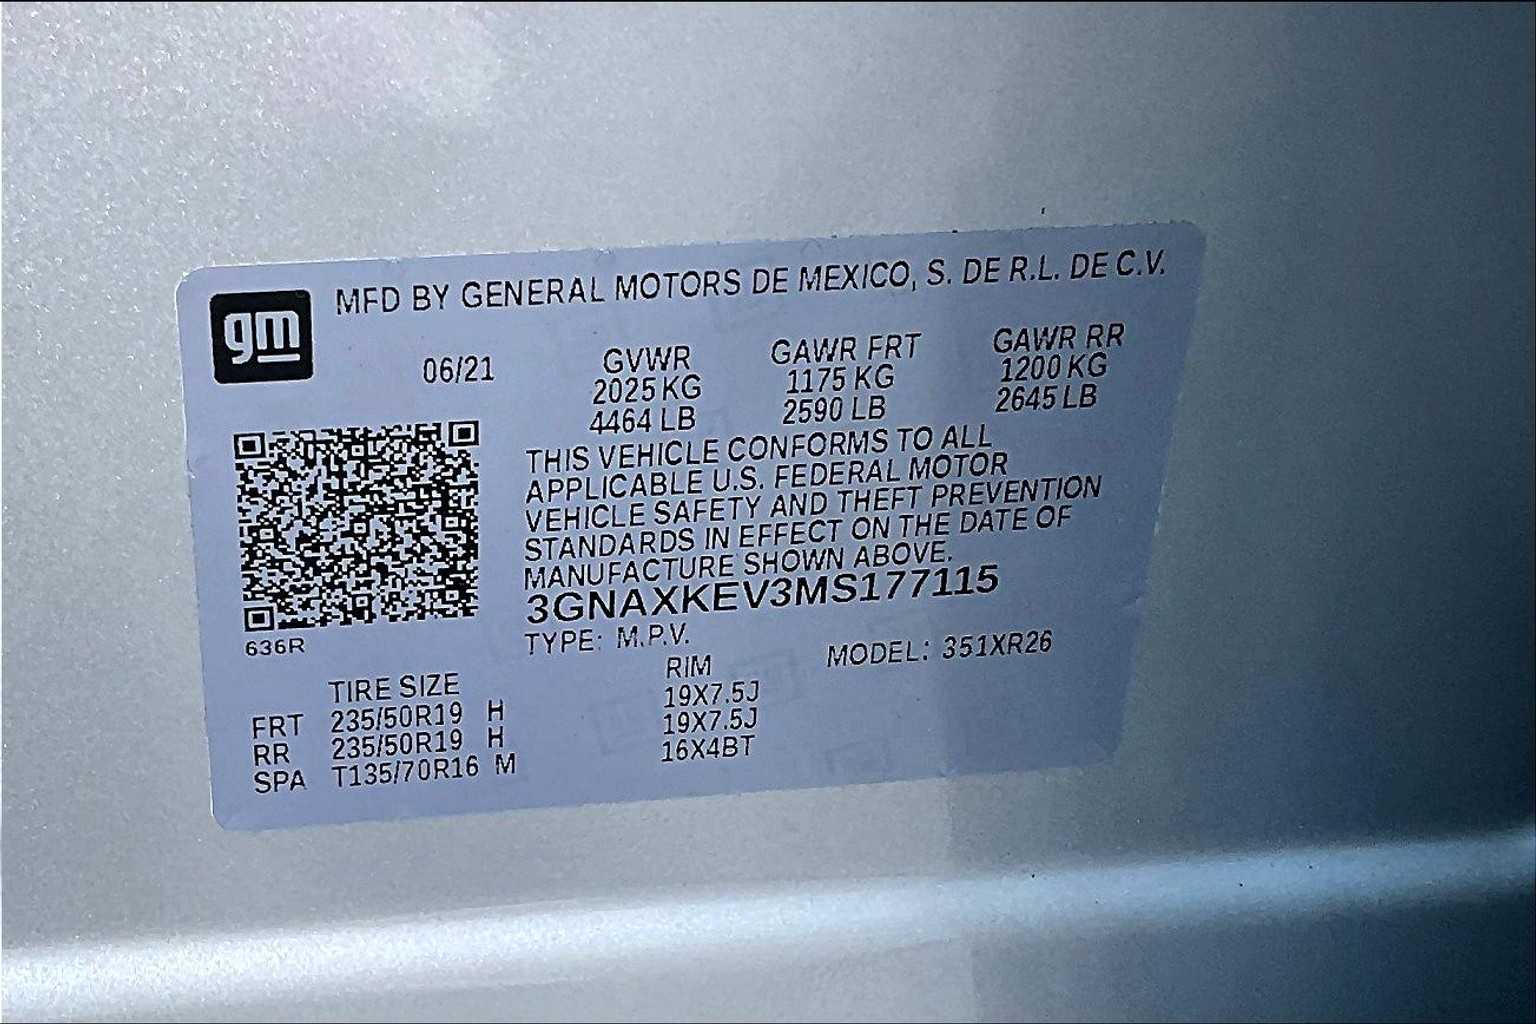 gm
MFD BY GENERAL MOTORS DE MEXICO, S. DE R.L. DE C.V.
06/21 GVWR GAWR FRT GAWR RR
2025 KG 1175 KG 1200 KG
4464 LB 2590 LB 2645 LB
THIS VEHICLE CONFORMS TO ALL
APPLICABLE U.S. FEDERAL MOTOR
VEHICLE SAFETY AND THEFT PREVENTION
STANDARDS IN EFFECT ON THE DATE OF
MANUFACTURE SHOWN ABOVE.
3GNAXKEV3MS177115
636R
TYPE: M.P.V. MODEL: 351XR26
TIRE SIZE RIM
FRT 235/50R19 H 19X7.5J
RR 235/50R19 H 19X7.5J
SPA T135/70R16 M 16X4BT